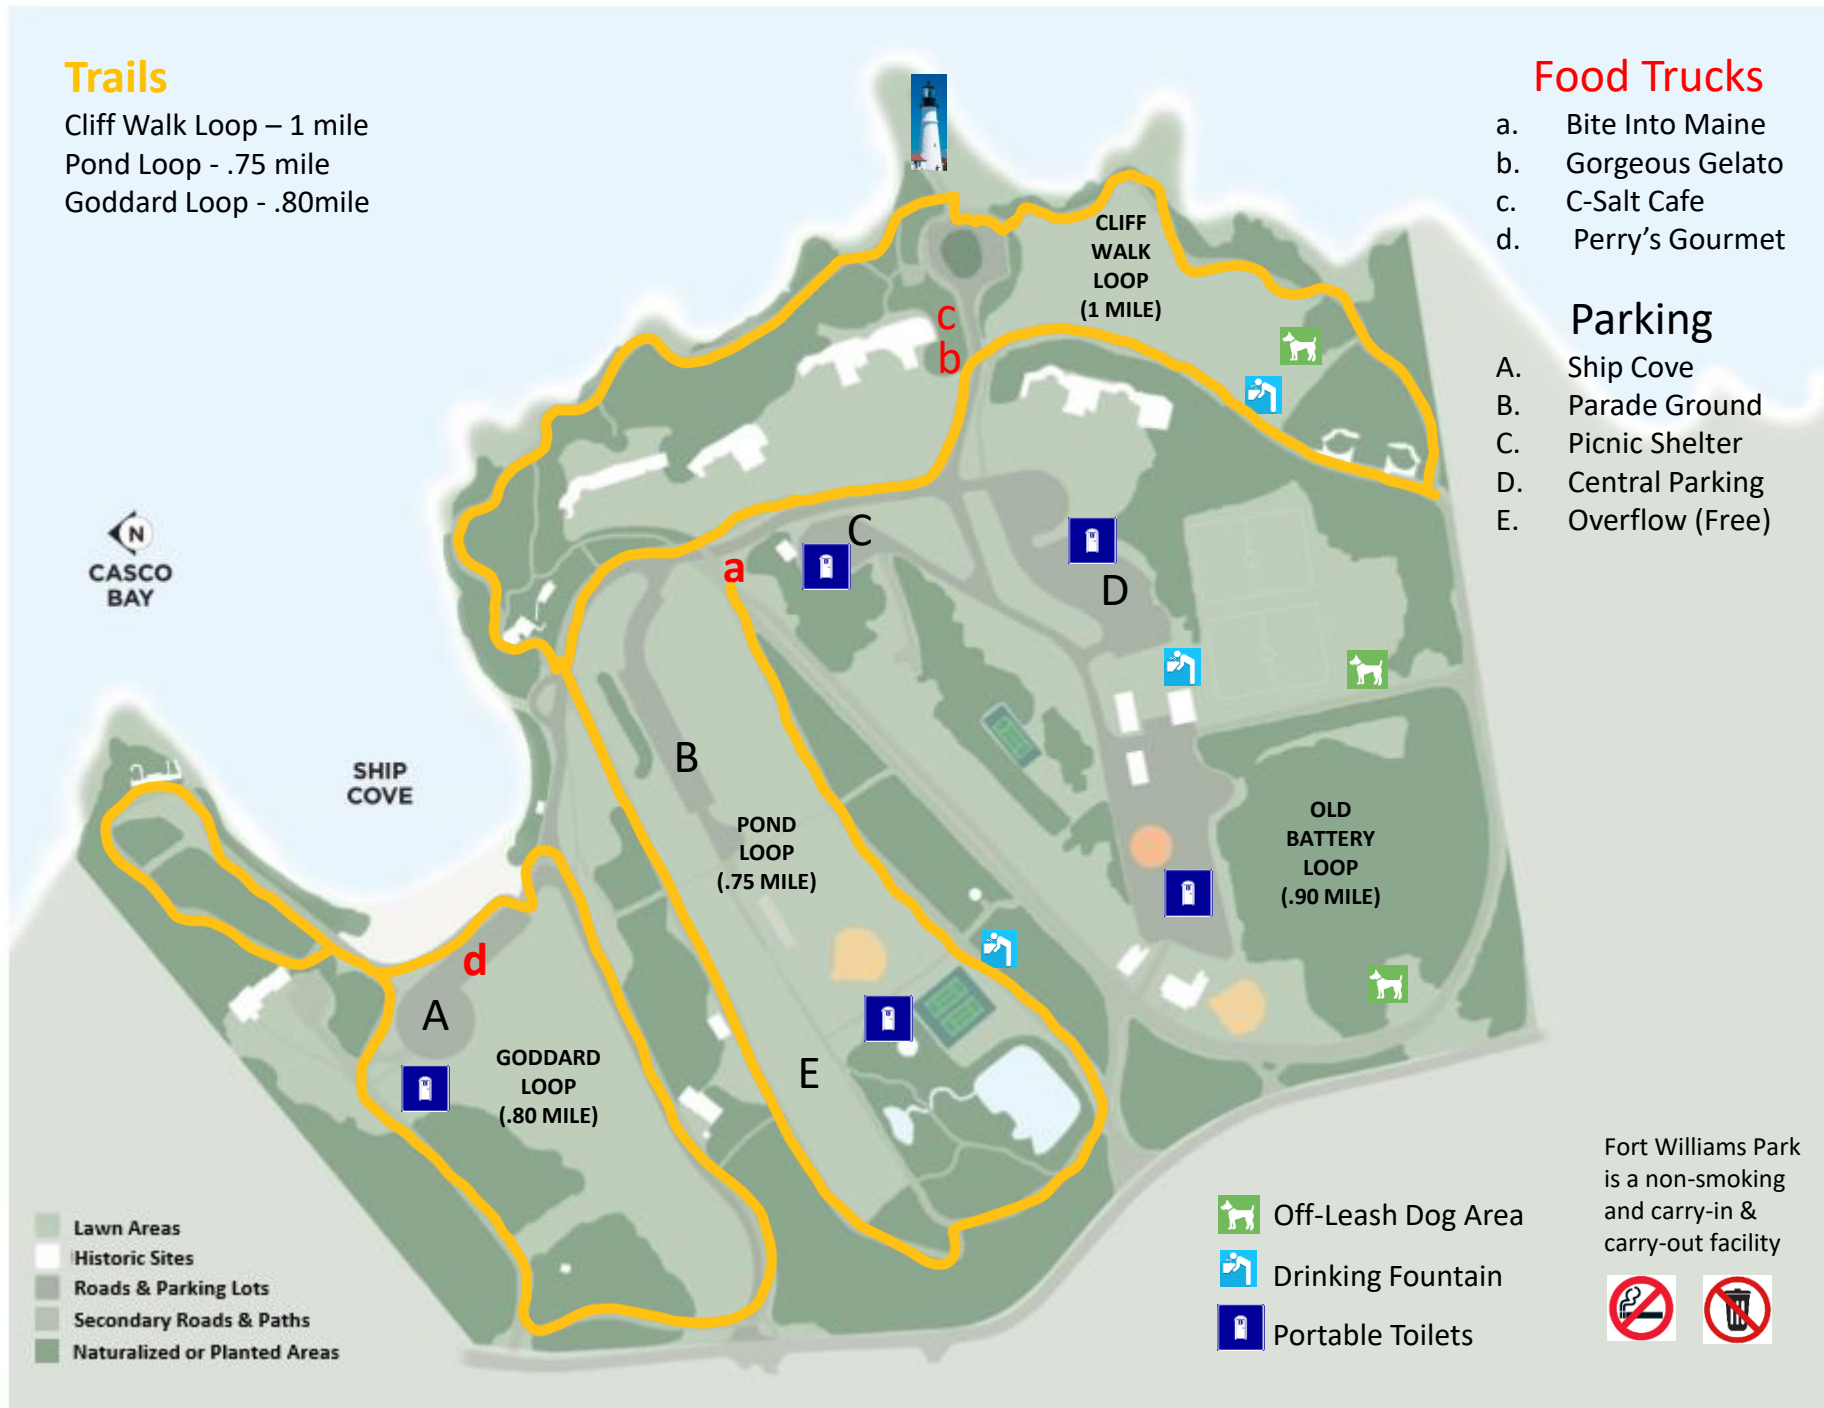 Trails
Cliff Walk Loop – 1 mile
Pond Loop - .75 mile
Goddard Loop - .80mile
Food Trucks
a. Bite Into Maine
b. Gorgeous Gelato
c. C-Salt Cafe
d. Perry's Gourmet
Parking
A. Ship Cove
B. Parade Ground
C. Picnic Shelter
D. Central Parking
E. Overflow (Free)
CLIFF
WALK
LOOP
(1 MILE)
c
b
N
CASCO
BAY
a
C
D
SHIP
COVE
B
POND
LOOP
(.75 MILE)
OLD
BATTERY
LOOP
(.90 MILE)
d
A
GODDARD
LOOP
(.80 MILE)
E
Lawn Areas
Historic Sites
Roads & Parking Lots
Secondary Roads & Paths
Naturalized or Planted Areas
Off-Leash Dog Area
Drinking Fountain
Portable Toilets
Fort Williams Park
is a non-smoking
and carry-in &
carry-out facility